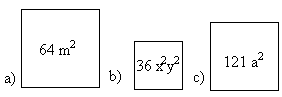 a) 64 m² b) 36 x²y² c) 121 a²